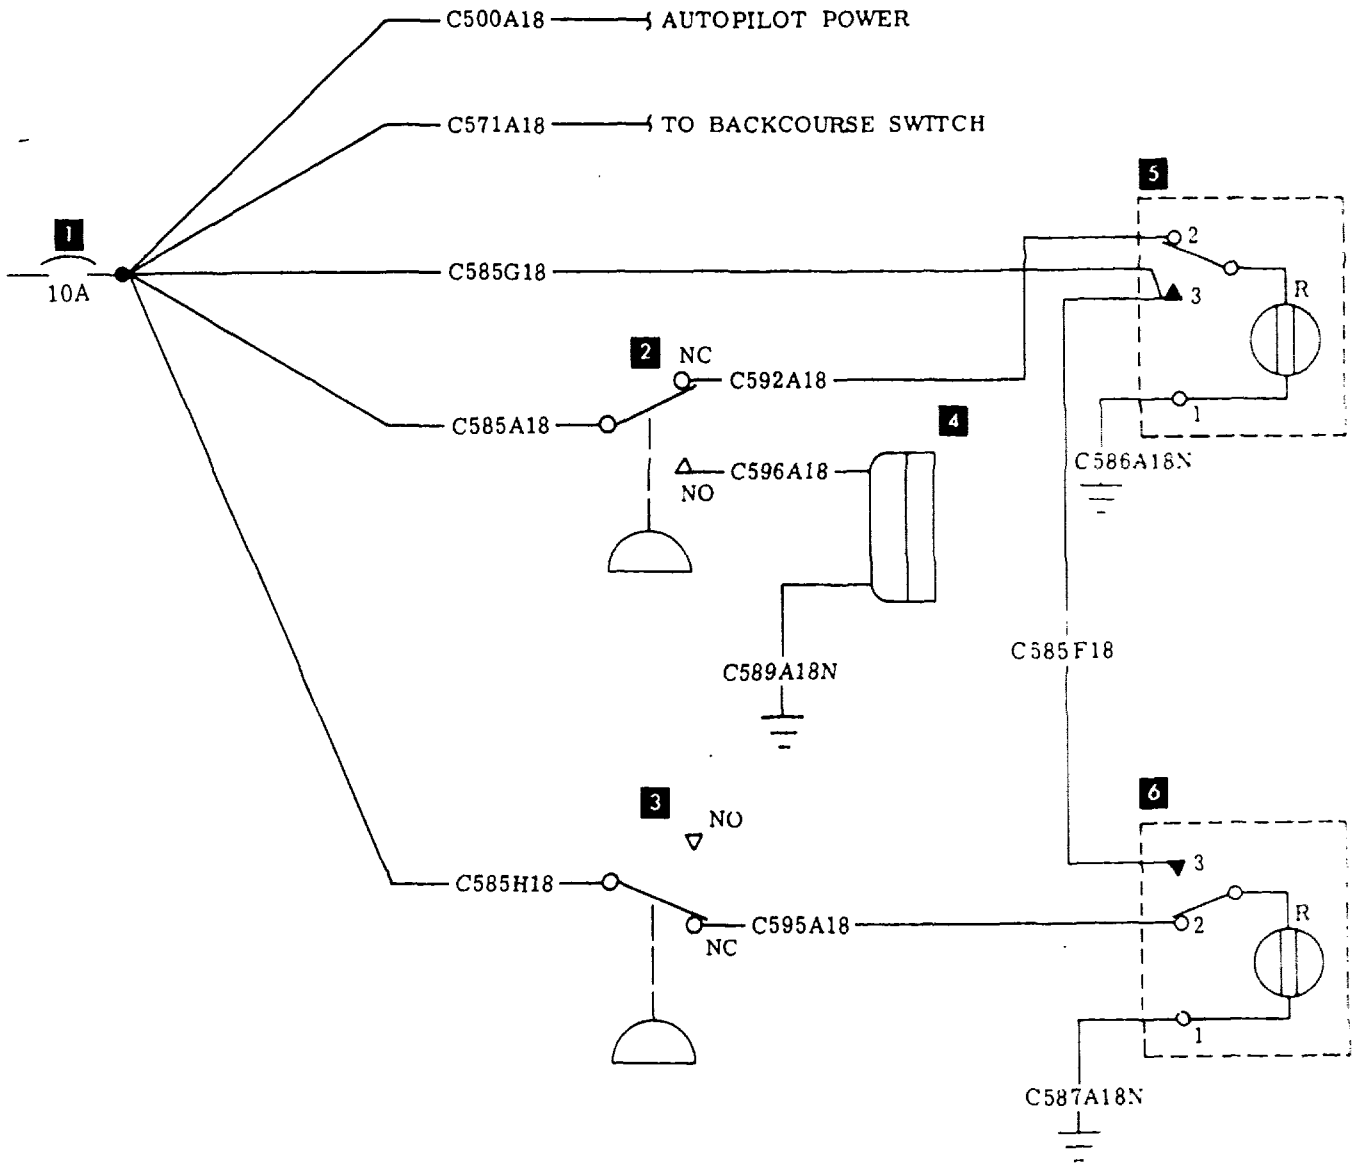 C500A18 AUTOPILOT POWER
C571A18 TO BACKCOURSE SWITCH
5
1
2
C585G18
10A
3 R
2 NC
C592A18
4
1
C585A18
C586A18N
C596A18
NO
C585F18
C589A18N
6
3 NO
3
C585H18
R
C595A18 2
NC
1
C587A18N